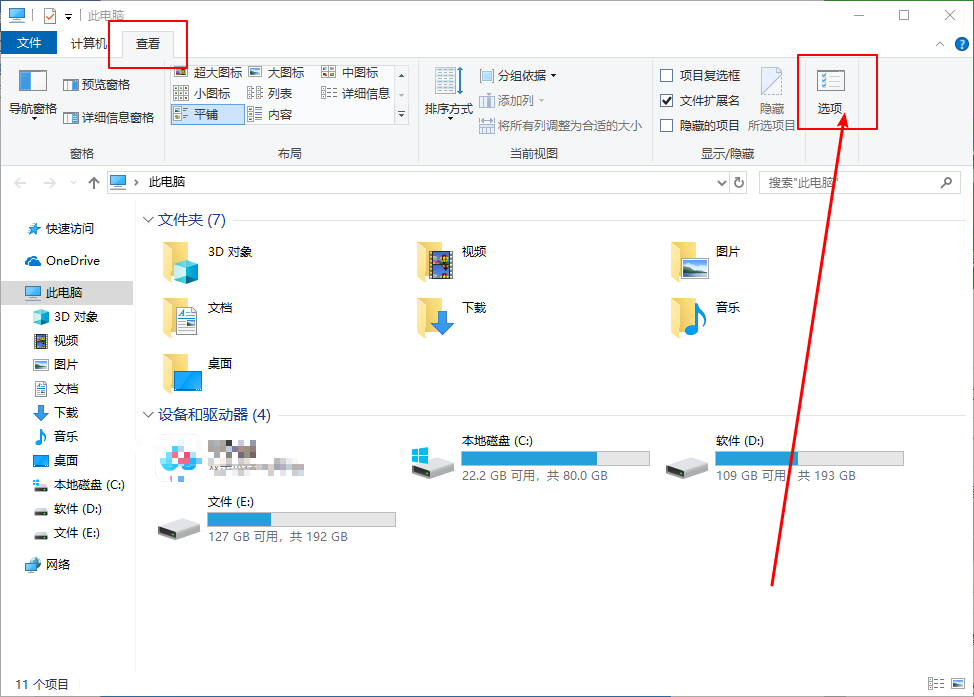 此电脑
文件 计算机 查看
导航窗格
预览窗格
详细信息窗格
窗格
超大图标 大图标 中图标
小图标 列表 详细信息
平铺 内容
布局
排序方式
分组依据
添加列
将所有列调整为合适的大小
当前视图
项目复选框
文件扩展名
隐藏的项目
隐藏
所选项目
显示/隐藏
选项
此电脑
搜索"此电脑"
快速访问
OneDrive
此电脑
3D 对象
视频
图片
文档
下载
音乐
桌面
本地磁盘 (C:)
软件 (D:)
文件 (E:)
网络
文件夹 (7)
3D 对象
视频
图片
文档
下载
音乐
桌面
设备和驱动器 (4)
本地磁盘 (C:)
22.2 GB 可用，共 80.0 GB
软件 (D:)
109 GB 可用，共 193 GB
文件 (E:)
127 GB 可用，共 192 GB
11 个项目